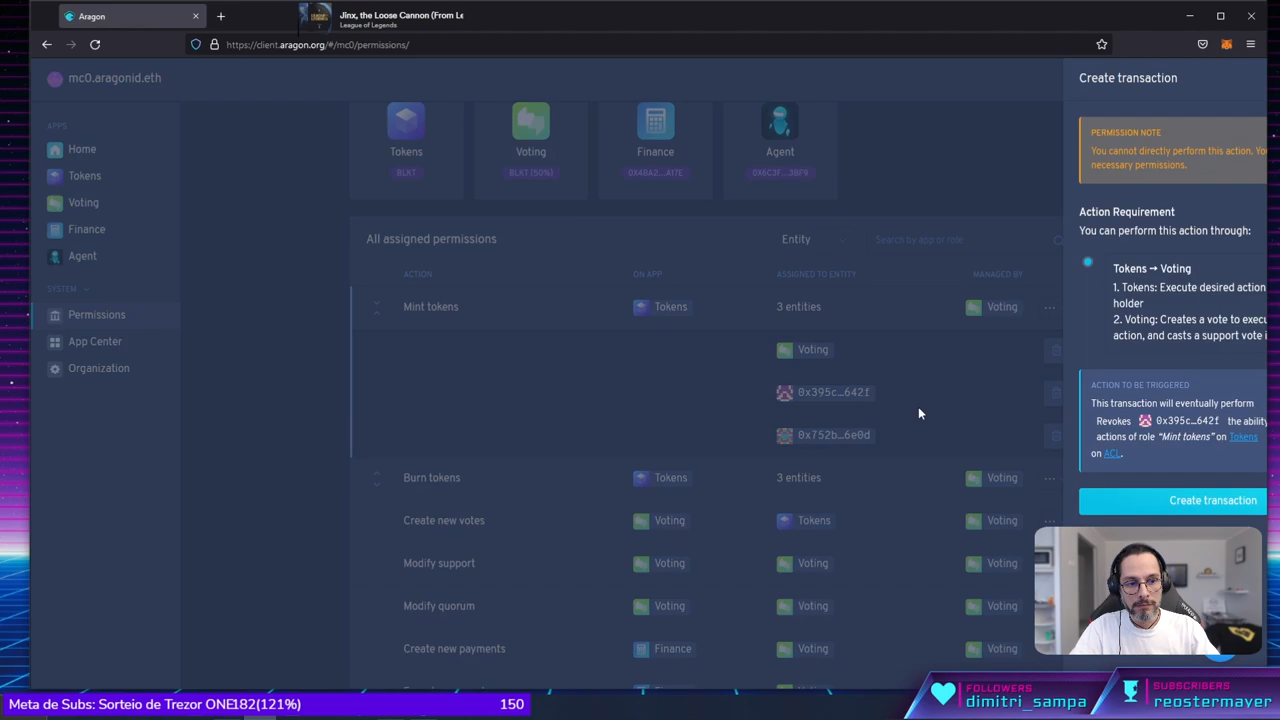 Aragon
Jinx, the Loose Cannon (From Le
League of Legends
https://client.aragon.org/#/mc0/permissions/
mc0.aragonid.eth
Create transaction
APPS
Home
Tokens
Voting
Finance
Agent
SYSTEM
Permissions
App Center
Organization
Tokens
BLKT
Voting
BLKT (50%)
Finance
0X4BA2...A17E
Agent
0X6C3F...3BF9
All assigned permissions
Entity
Search by app or role
ACTION ON APP ASSIGNED TO ENTITY MANAGED BY
Mint tokens Tokens 3 entities Voting
Voting
0x395c…642f
0x752b…6e0d
Burn tokens Tokens 3 entities Voting
Create new votes Voting Tokens Voting
Modify support Voting Voting Voting
Modify quorum Voting Voting Voting
Create new payments Finance Voting Voting
PERMISSION NOTE
You cannot directly perform this action. Yo
necessary permissions.
Action Requirement
You can perform this action through:
Tokens → Voting
1. Tokens: Execute desired action
holder
2. Voting: Creates a vote to exec
action, and casts a support vote i
ACTION TO BE TRIGGERED
This transaction will eventually perform
Revokes 0x395c…642f the ability
actions of role “Mint tokens” on Tokens
on ACL.
Create transaction
Meta de Subs: Sorteio de Trezor ONE182(121%) 150
FOLLOWERS
dimitri_sampa
SUBSCRIBERS
reostermayer